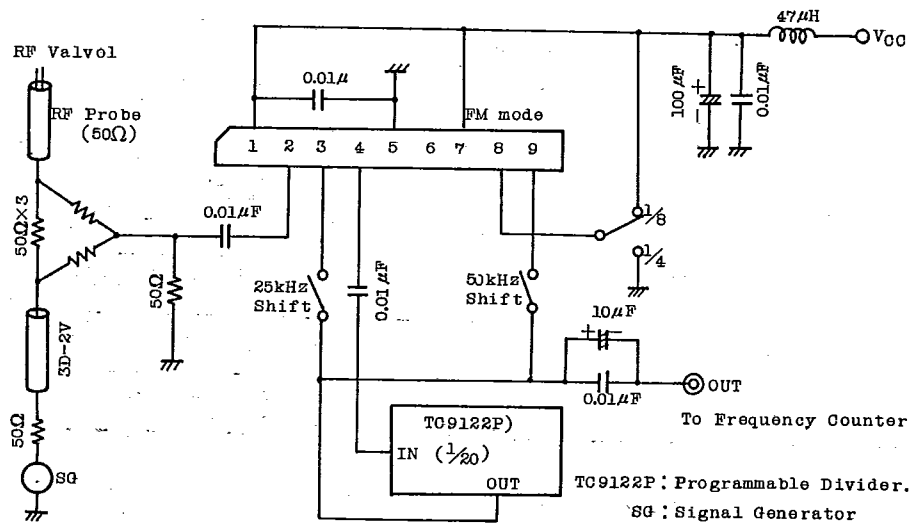 47μH
VCC
RF Valvol
0.01μ
100μF
+
-
0.01μF
RF Probe
(50Ω)
FM mode
1 2 3 4 5 6 7 8 9
50Ω×3
0.01μF
1/8
1/4
50Ω
25kHz
Shift
0.01μF
50kHz
Shift
3D-2V
10μF
+ -
0.01μF
OUT
To Frequency Counter
50Ω
TC9122P)
IN (1/20)
OUT
SG
TC9122P: Programmable Divider.
SG: Signal Generator